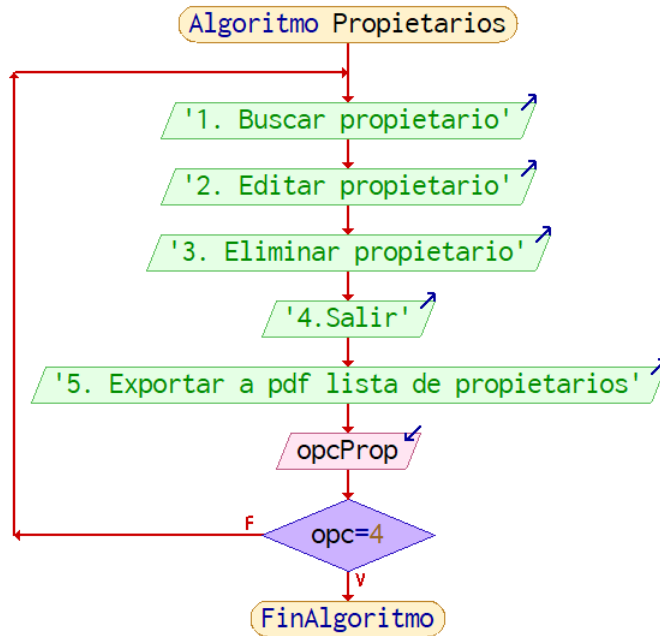 Algoritmo Propietarios
'1. Buscar propietario'
'2. Editar propietario'
'3. Eliminar propietario'
'4.Salir'
'5. Exportar a pdf lista de propietarios'
opcProp
F
opc=4
V
FinAlgoritmo